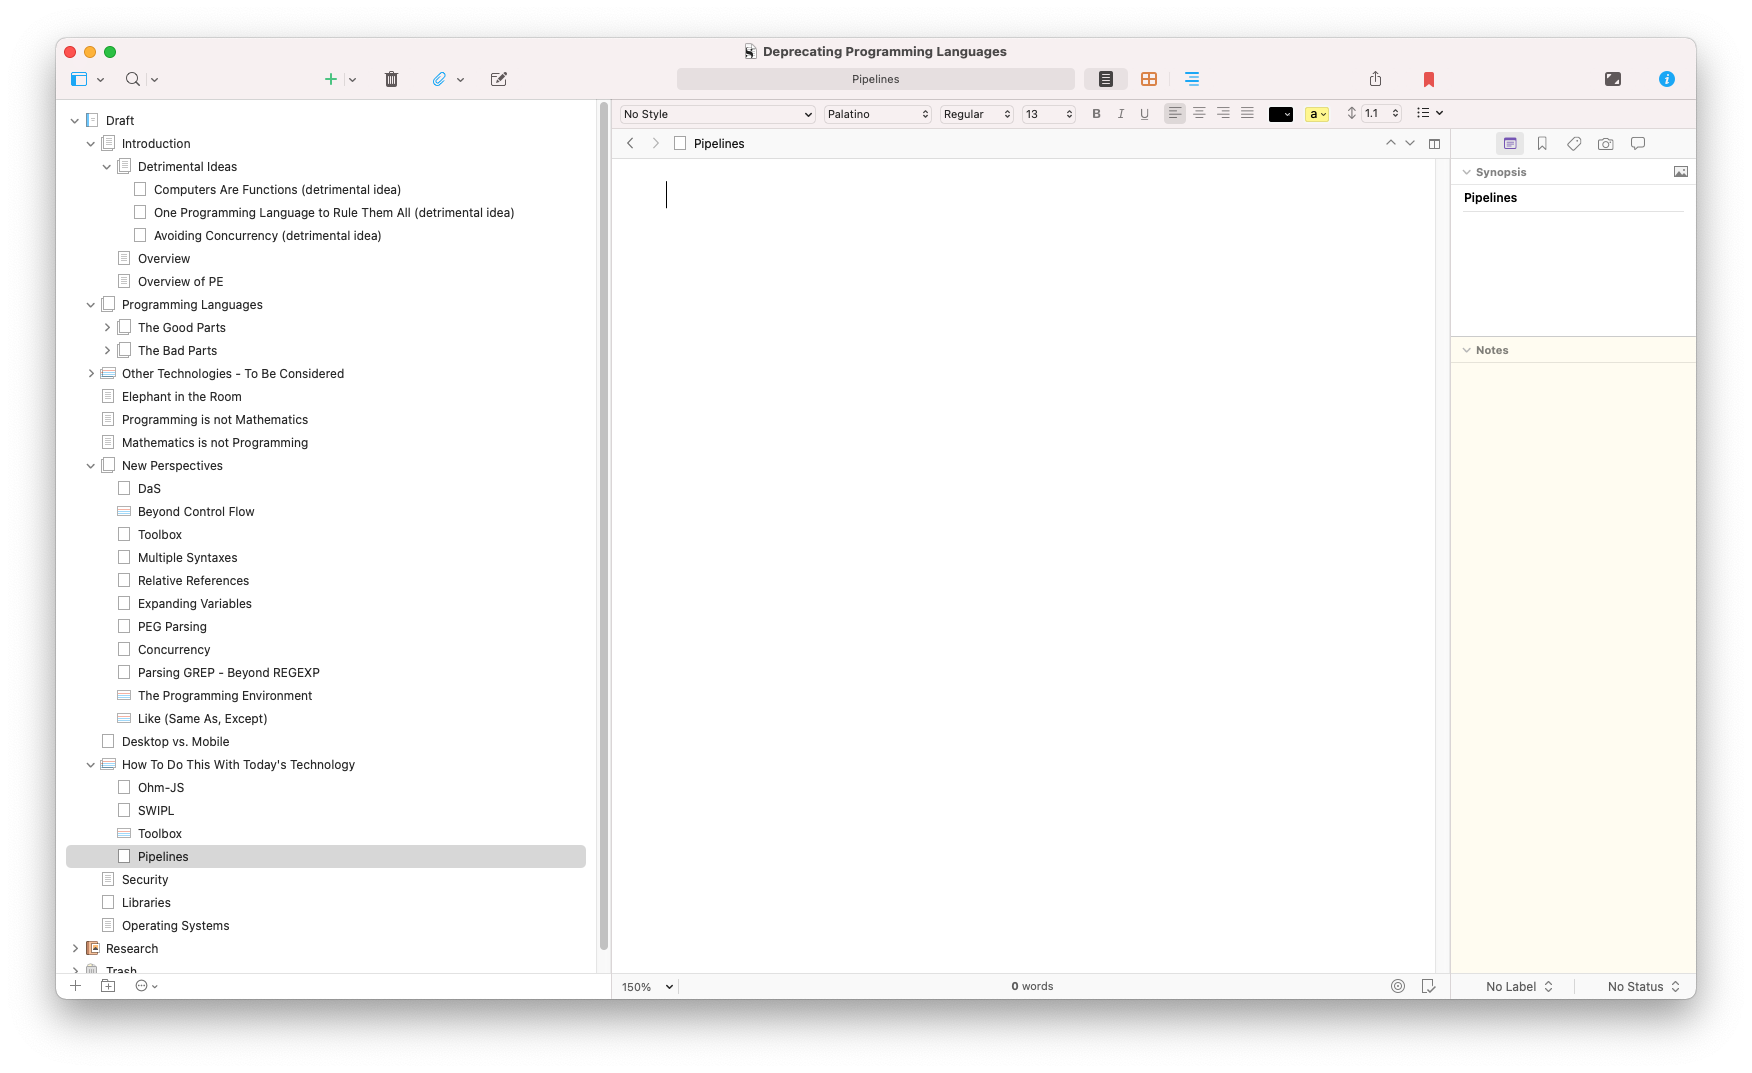 Deprecating Programming Languages
Pipelines
Draft
Introduction
Detrimental Ideas
Computers Are Functions (detrimental idea)
One Programming Language to Rule Them All (detrimental idea)
Avoiding Concurrency (detrimental idea)
Overview
Overview of PE
Programming Languages
The Good Parts
The Bad Parts
Other Technologies - To Be Considered
Elephant in the Room
Programming is not Mathematics
Mathematics is not Programming
New Perspectives
DaS
Beyond Control Flow
Toolbox
Multiple Syntaxes
Relative References
Expanding Variables
PEG Parsing
Concurrency
Parsing GREP - Beyond REGEXP
The Programming Environment
Like (Same As, Except)
Desktop vs. Mobile
How To Do This With Today's Technology
Ohm-JS
SWIPL
Toolbox
Pipelines
Security
Libraries
Operating Systems
Research
Trash
No Style Palatino Regular 13 B I U a 1.1
Pipelines
150% 0 words
Synopsis
Pipelines
Notes
No Label No Status